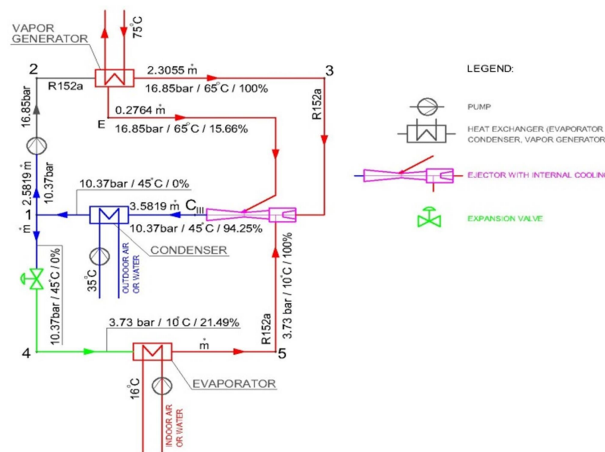 VAPOR
GENERATOR
75°C
2
R152a
2.3055 ṁ
16.85bar / 65°C / 100%
3
0.2764 ṁ
16.85bar / 65°C / 15.66%
E
16.85bar
R152a
2.5819 ṁ
10.37bar
10.37bar / 45°C / 0%
1
3.5819 ṁ
C III
10.37bar / 45°C / 94.25%
CONDENSER
ṁ
10.37bar / 45°C / 0%
35°C
OUTDOOR AIR
OR WATER
R152a
3.73 bar / 10°C / 100%
3.73 bar / 10°C / 21.49%
4
ṁ
5
EVAPORATOR
16°C
INDOOR AIR
OR WATER
LEGEND:
PUMP
HEAT EXCHANGER (EVAPORATOR
CONDENSER, VAPOR GENERATOR
EJECTOR WITH INTERNAL COOLING
EXPANSION VALVE